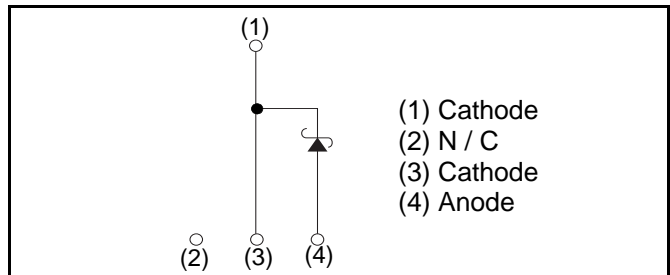 (1)
(1) Cathode
(2) N / C
(3) Cathode
(4) Anode
(2) (3) (4)